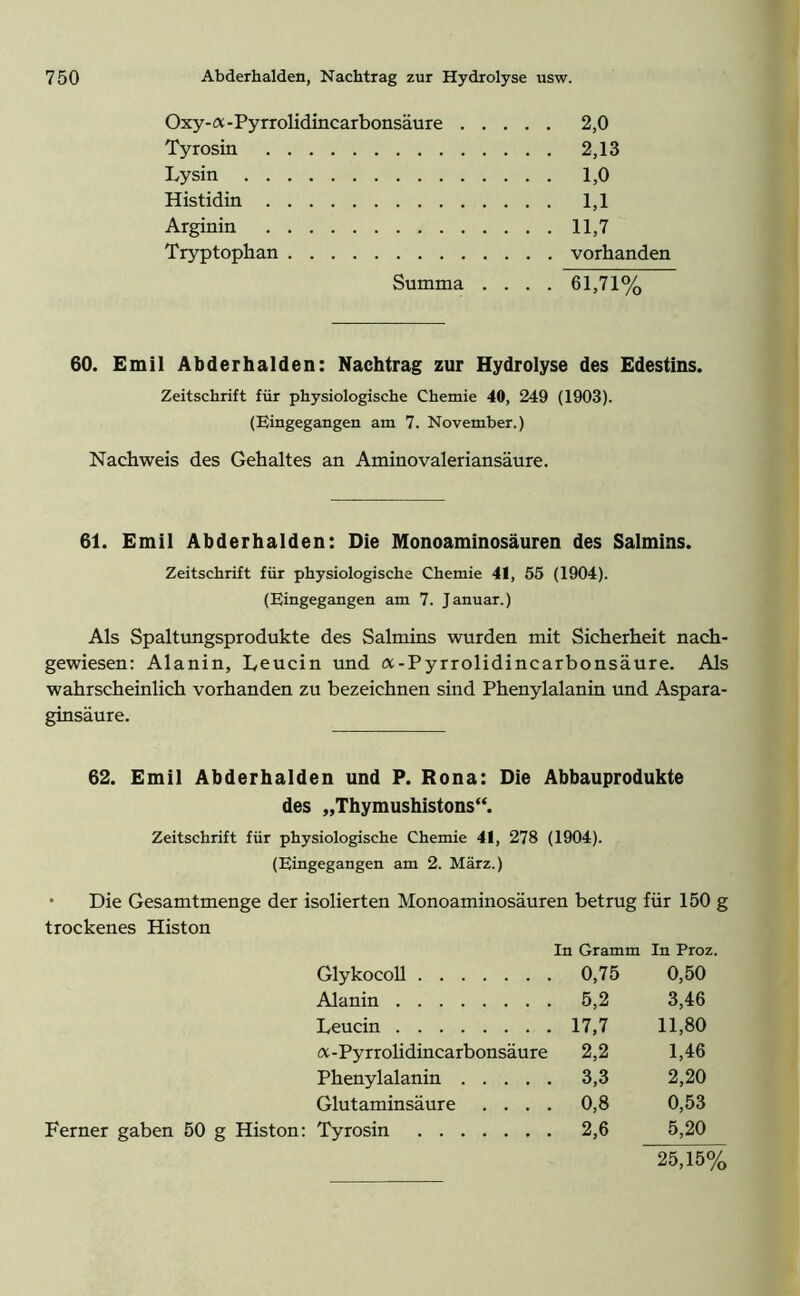 750 Abderhalden, Nachtrag zur Hydrolyse usw.
Oxy-α-Pyrrolidincarbonsäure . . . . . 2,0
Tyrosin . . . . . . . . . . . . . . 2,13
Lysin . . . . . . . . . . . . . . . 1,0
Histidin . . . . . . . . . . . . . . 1,1
Arginin . . . . . . . . . . . . . . 11,7
Tryptophan . . . . . . . . . . . . . vorhanden
Summa . . . . 61,71%
60. Emil Abderhalden: Nachtrag zur Hydrolyse des Edestins.
Zeitschrift für physiologische Chemie 40, 249 (1903).
(Eingegangen am 7. November.)
Nachweis des Gehaltes an Aminovaleriansäure.
61. Emil Abderhalden: Die Monoaminosäuren des Salmins.
Zeitschrift für physiologische Chemie 41, 55 (1904).
(Eingegangen am 7. Januar.)
Als Spaltungsprodukte des Salmins wurden mit Sicherheit nach-
gewiesen: Alanin, Leucin und α-Pyrrolidincarbonsäure. Als
wahrscheinlich vorhanden zu bezeichnen sind Phenylalanin und Aspara-
ginsäure.
62. Emil Abderhalden und P. Rona: Die Abbauprodukte
des „Thymushistons“.
Zeitschrift für physiologische Chemie 41, 278 (1904).
(Eingegangen am 2. März.)
Die Gesamtmenge der isolierten Monoaminosäuren betrug für 150 g
trockenes Histon
In Gramm In Proz.
Glykocoll . . . . . . . 0,75 0,50
Alanin . . . . . . . . 5,2 3,46
Leucin . . . . . . . . 17,7 11,80
α-Pyrrolidincarbonsäure 2,2 1,46
Phenylalanin . . . . . 3,3 2,20
Glutaminsäure . . . . 0,8 0,53
Ferner gaben 50 g Histon: Tyrosin . . . . . . . 2,6 5,20
25,15%